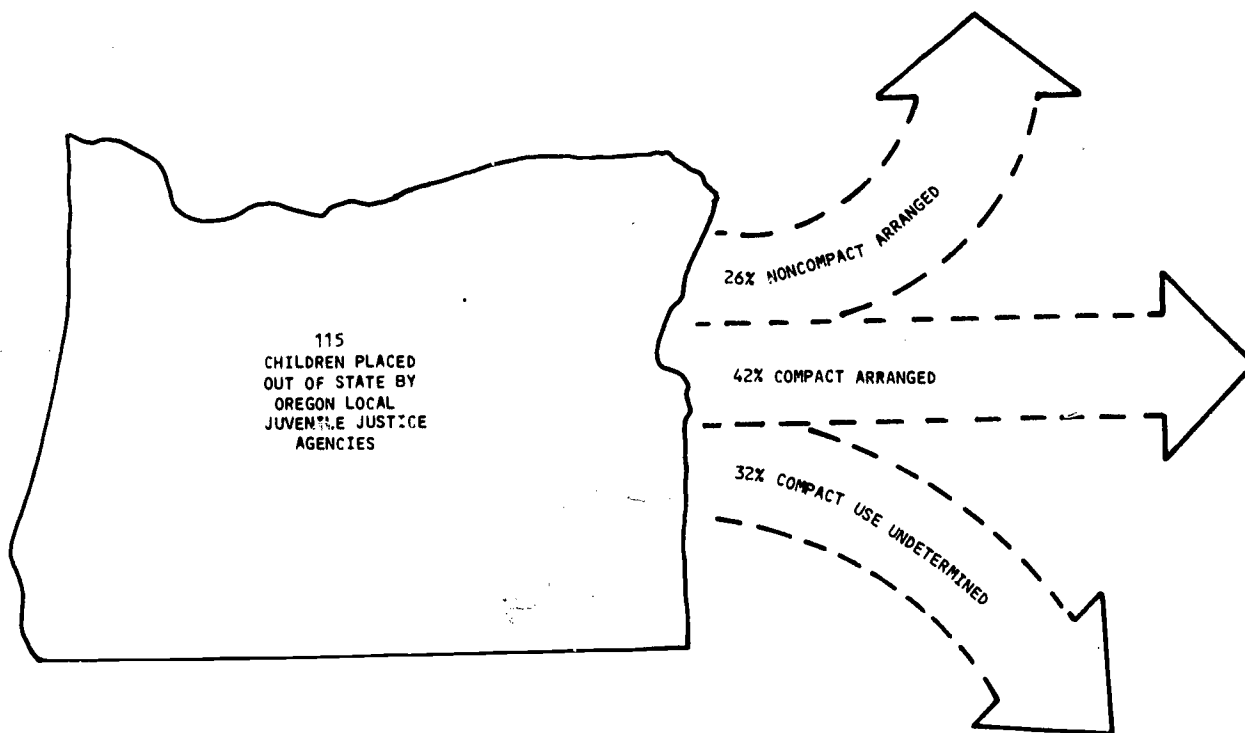 115
CHILDREN PLACED
OUT OF STATE BY
OREGON LOCAL
JUVENILE JUSTICE
AGENCIES
26% NONCOMPACT ARRANGED
42% COMPACT ARRANGED
32% COMPACT USE UNDETERMINED